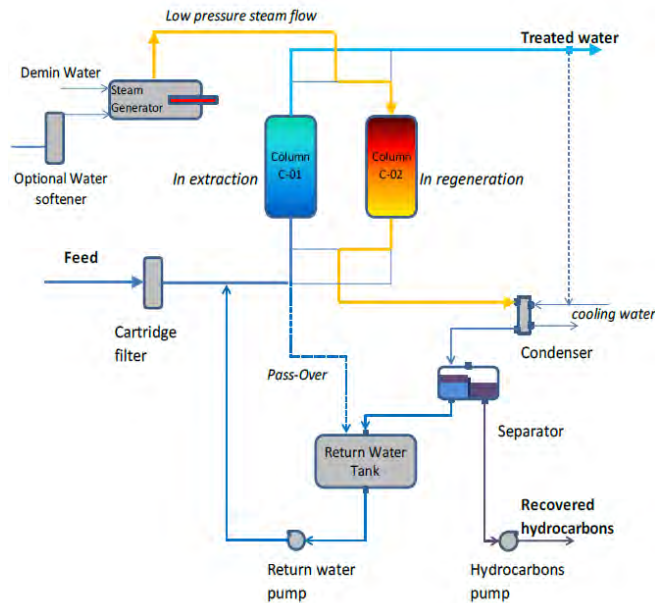 Low pressure steam flow
Treated water
Demin Water
Steam
Generator
Optional Water
softener
In extraction
Column
C-01
Column
C-02
In regeneration
Feed
Cartridge
filter
cooling water
Condenser
Pass-Over
Separator
Return Water
Tank
Recovered
hydrocarbons
Return water
pump
Hydrocarbons
pump